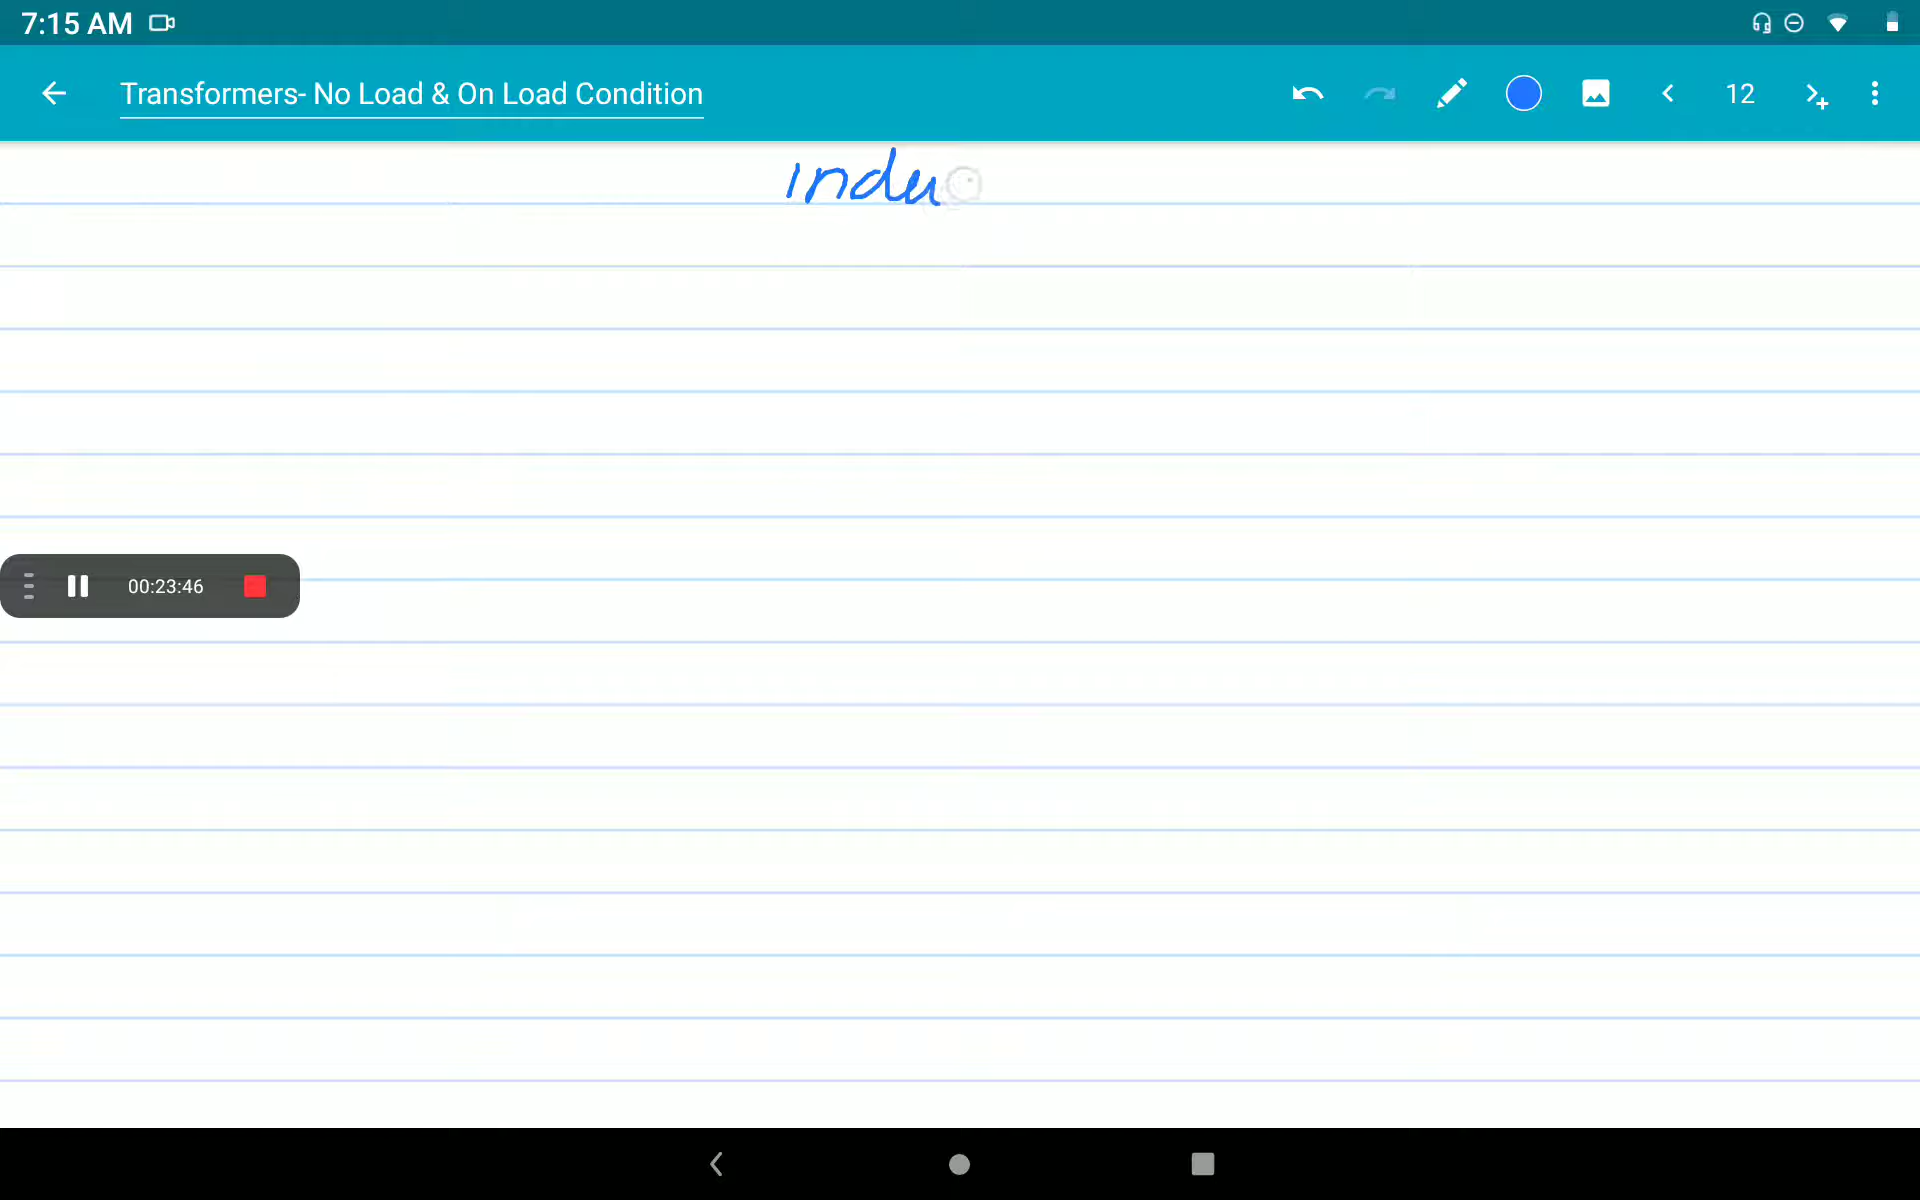 7:15 AM
Transformers- No Load & On Load Condition
12
indu
00:23:46